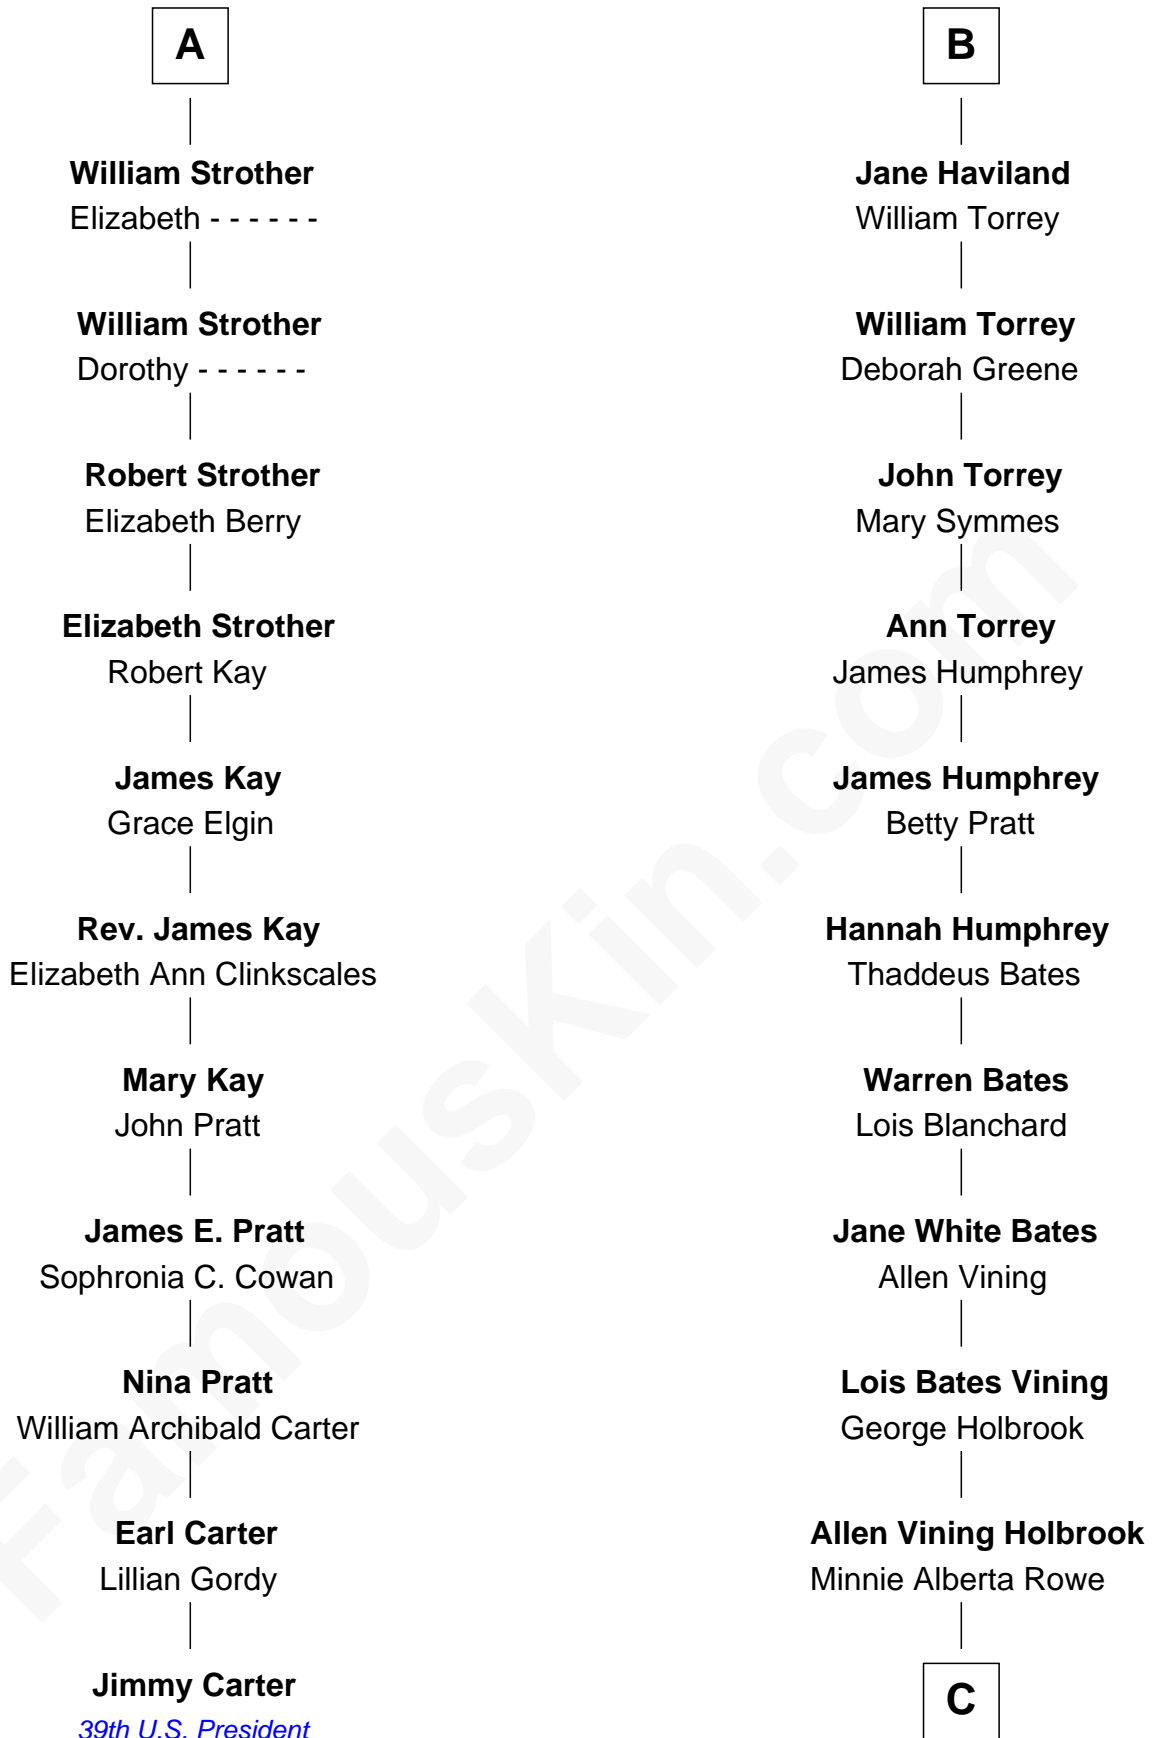 A
William Strother
Elizabeth - - - - - -
William Strother
Dorothy - - - - - -
Robert Strother
Elizabeth Berry
Elizabeth Strother
Robert Kay
James Kay
Grace Elgin
Rev. James Kay
Elizabeth Ann Clinkscales
Mary Kay
John Pratt
James E. Pratt
Sophronia C. Cowan
Nina Pratt
William Archibald Carter
Earl Carter
Lillian Gordy
Jimmy Carter
39th U.S. President
B
Jane Haviland
William Torrey
William Torrey
Deborah Greene
John Torrey
Mary Symmes
Ann Torrey
James Humphrey
James Humphrey
Betty Pratt
Hannah Humphrey
Thaddeus Bates
Warren Bates
Lois Blanchard
Jane White Bates
Allen Vining
Lois Bates Vining
George Holbrook
Allen Vining Holbrook
Minnie Alberta Rowe
C
FamousKin.com